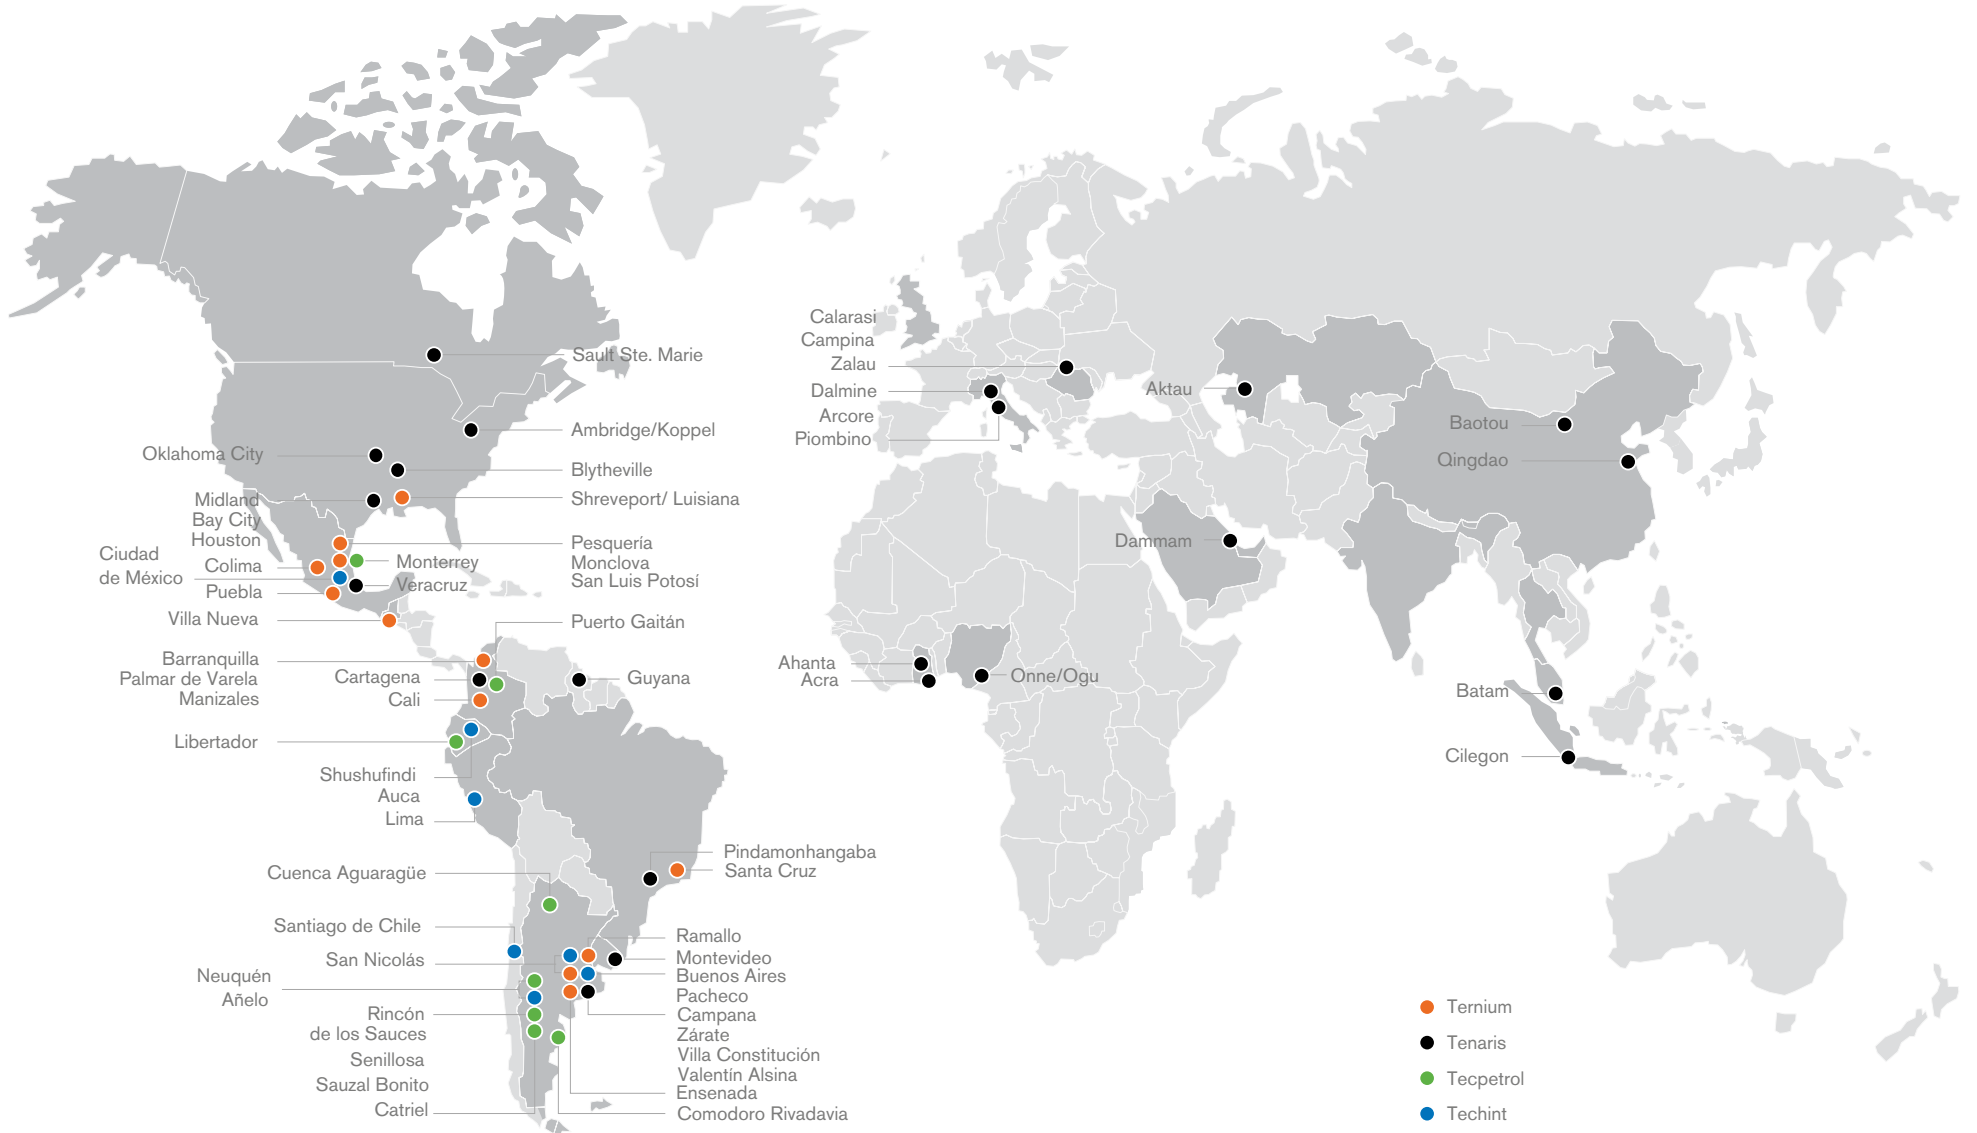 Sault Ste. Marie
Ambridge/Koppel
Oklahoma City
Blytheville
Midland
Shreveport/ Luisiana
Bay City
Houston
Pesquería
Monclova
San Luis Potosí
Ciudad
de México
Colima
Monterrey
Veracruz
Puebla
Villa Nueva
Puerto Gaitán
Barranquilla
Palmar de Varela
Manizales
Cartagena
Cali
Guyana
Libertador
Shushufindi
Auca
Lima
Pindamonhangaba
Santa Cruz
Cuenca Aguaragüe
Santiago de Chile
San Nicolás
Neuquén
Añelo
Rincón
de los Sauces
Senillosa
Sauzal Bonito
Catriel
Ramallo
Montevideo
Buenos Aires
Pacheco
Campana
Zárate
Villa Constitución
Valentín Alsina
Ensenada
Comodoro Rivadavia
Calarasi
Campina
Zalau
Dalmine
Arcore
Piombino
Aktau
Baotou
Qingdao
Dammam
Ahanta
Acra
Onne/Ogu
Batam
Cilegon
Ternium
Tenaris
Tecpetrol
Techint